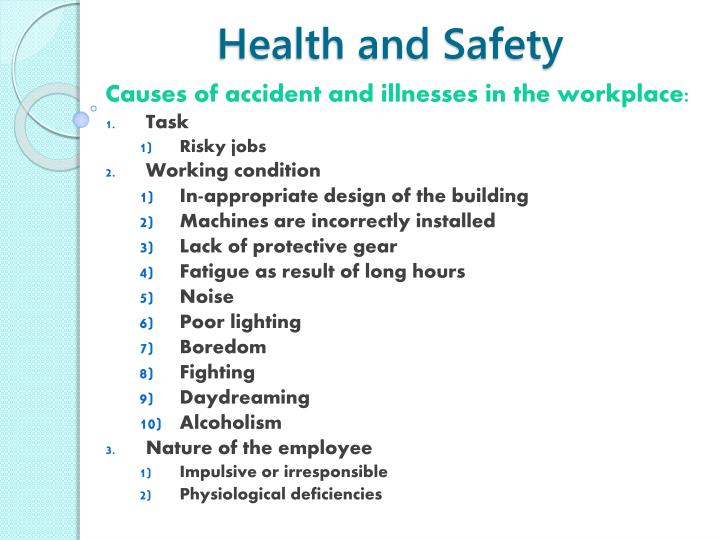 Health and Safety
Causes of accident and illnesses in the workplace:
1. Task
1) Risky jobs
2. Working condition
1) In-appropriate design of the building
2) Machines are incorrectly installed
3) Lack of protective gear
4) Fatigue as result of long hours
5) Noise
6) Poor lighting
7) Boredom
8) Fighting
9) Daydreaming
10) Alcoholism
3. Nature of the employee
1) Impulsive or irresponsible
2) Physiological deficiencies